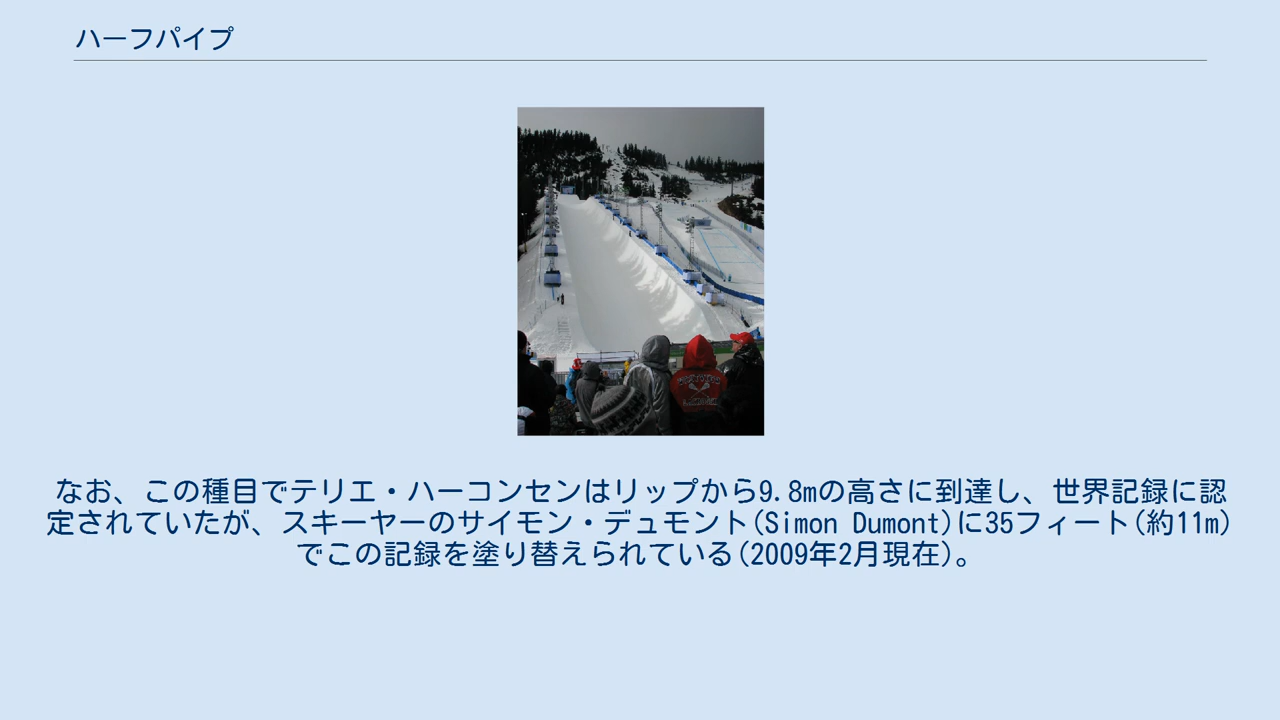 ハーフパイプ
なお、この種目でテリエ・ハーコンセンはリップから9.8mの高さに到達し、世界記録に認
定されていたが、スキーヤーのサイモン・デュモント(Simon Dumont)に35フィート(約11m)
でこの記録を塗り替えられている(2009年2月現在)。